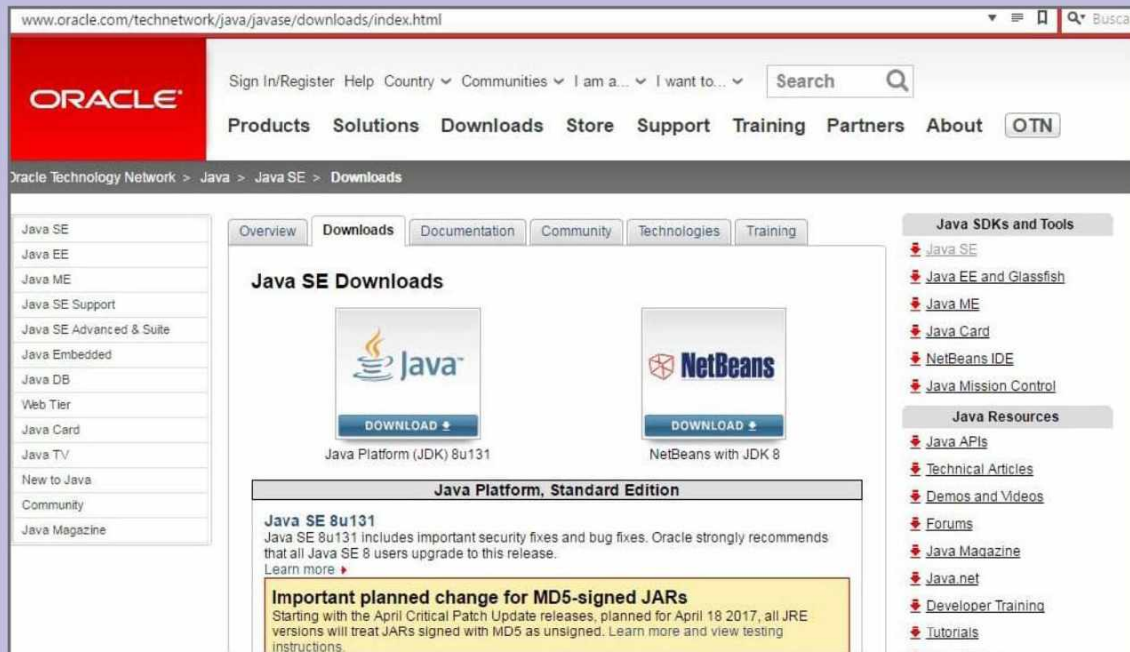 www.oracle.com/technetwork/java/javase/downloads/index.html
Busca
ORACLE
Sign In/Register Help Country Communities I am a... I want to... Search
Products Solutions Downloads Store Support Training Partners About OTN
Oracle Technology Network > Java > Java SE > Downloads
Java SE
Java EE
Java ME
Java SE Support
Java SE Advanced & Suite
Java Embedded
Java DB
Web Tier
Java Card
Java TV
New to Java
Community
Java Magazine
Overview Downloads Documentation Community Technologies Training
Java SE Downloads
Java
DOWNLOAD
Java Platform (JDK) 8u131
NetBeans
DOWNLOAD
NetBeans with JDK 8
Java Platform, Standard Edition
Java SE 8u131
Java SE 8u131 includes important security fixes and bug fixes. Oracle strongly recommends
that all Java SE 8 users upgrade to this release.
Learn more
Important planned change for MD5-signed JARs
Starting with the April Critical Patch Update releases, planned for April 18 2017, all JRE
versions will treat JARs signed with MD5 as unsigned. Learn more and view testing
instructions.
Java SDKs and Tools
Java SE
Java EE and Glassfish
Java ME
Java Card
NetBeans IDE
Java Mission Control
Java Resources
Java APIs
Technical Articles
Demos and Videos
Forums
Java Magazine
Java.net
Developer Training
Tutorials